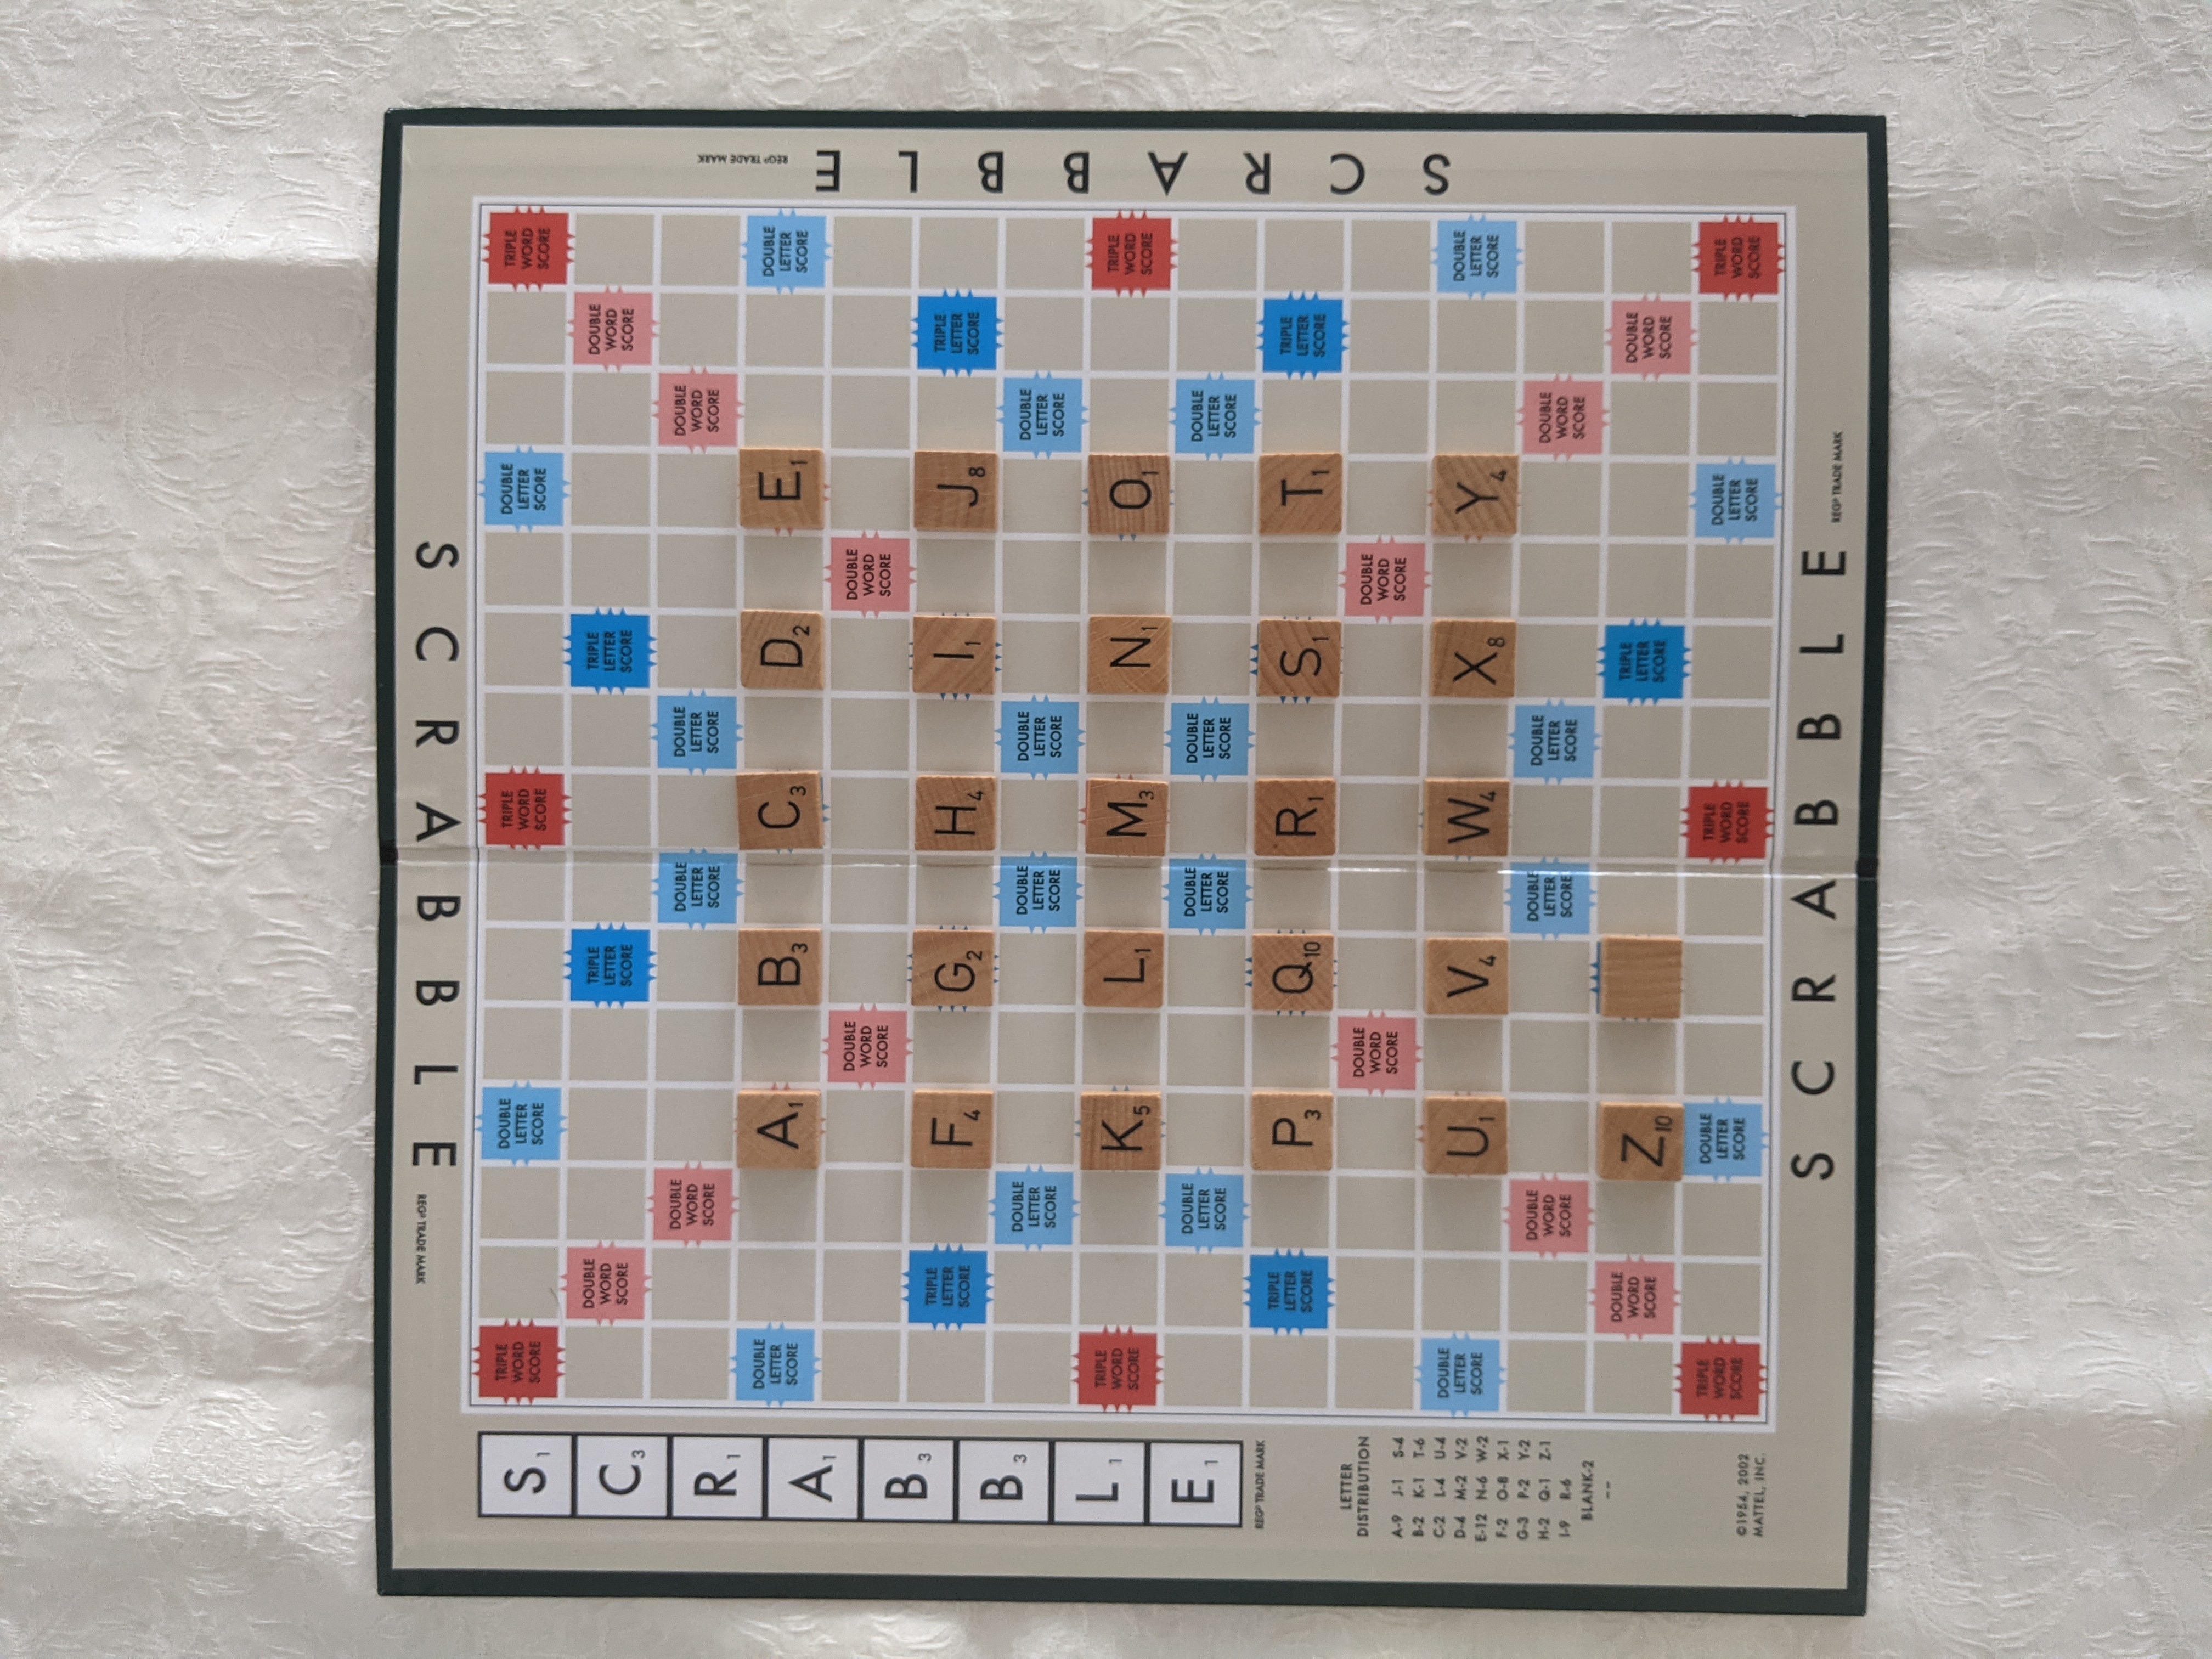 SCRABBLE
REGD TRADE MARK
S1
C3
R1
A1
B3
B3
L1
E1
REGD TRADE MARK
LETTER
DISTRIBUTION
A-9 J-1 S-4
B-2 K-1 T-6
C-2 L-4 U-4
D-4 M-2 V-2
E-12 N-6 W-2
F-2 O-8 X-1
G-3 P-2 Y-2
H-2 Q-1 Z-1
I-9 R-6
BLANK-2
©1954, 2002
MATTEL, INC.
TRIPLE WORD SCORE DOUBLE LETTER SCORE TRIPLE WORD SCORE DOUBLE LETTER SCORE TRIPLE WORD SCORE
DOUBLE WORD SCORE TRIPLE LETTER SCORE TRIPLE LETTER SCORE DOUBLE WORD SCORE
DOUBLE WORD SCORE DOUBLE LETTER SCORE DOUBLE LETTER SCORE DOUBLE WORD SCORE
DOUBLE LETTER SCORE A1 B3 C3 D2 E1 DOUBLE LETTER SCORE
DOUBLE WORD SCORE DOUBLE WORD SCORE
TRIPLE LETTER SCORE F4 G2 H4 I1 J8 TRIPLE LETTER SCORE
DOUBLE LETTER SCORE DOUBLE LETTER SCORE DOUBLE LETTER SCORE DOUBLE LETTER SCORE
TRIPLE WORD SCORE K5 L1 M3 N1 O1 TRIPLE WORD SCORE
DOUBLE LETTER SCORE DOUBLE LETTER SCORE DOUBLE LETTER SCORE DOUBLE LETTER SCORE
TRIPLE LETTER SCORE P3 Q10 R1 S1 T1 TRIPLE LETTER SCORE
DOUBLE WORD SCORE DOUBLE WORD SCORE
DOUBLE LETTER SCORE U1 V4 W4 X8 Y4 DOUBLE LETTER SCORE
DOUBLE WORD SCORE DOUBLE LETTER SCORE DOUBLE LETTER SCORE DOUBLE WORD SCORE
DOUBLE WORD SCORE Z10 TRIPLE LETTER SCORE DOUBLE WORD SCORE
TRIPLE WORD SCORE DOUBLE LETTER SCORE TRIPLE WORD SCORE DOUBLE LETTER SCORE TRIPLE WORD SCORE
SCRABBLE
REGD TRADE MARK
SCRABBLE
REGD TRADE MARK